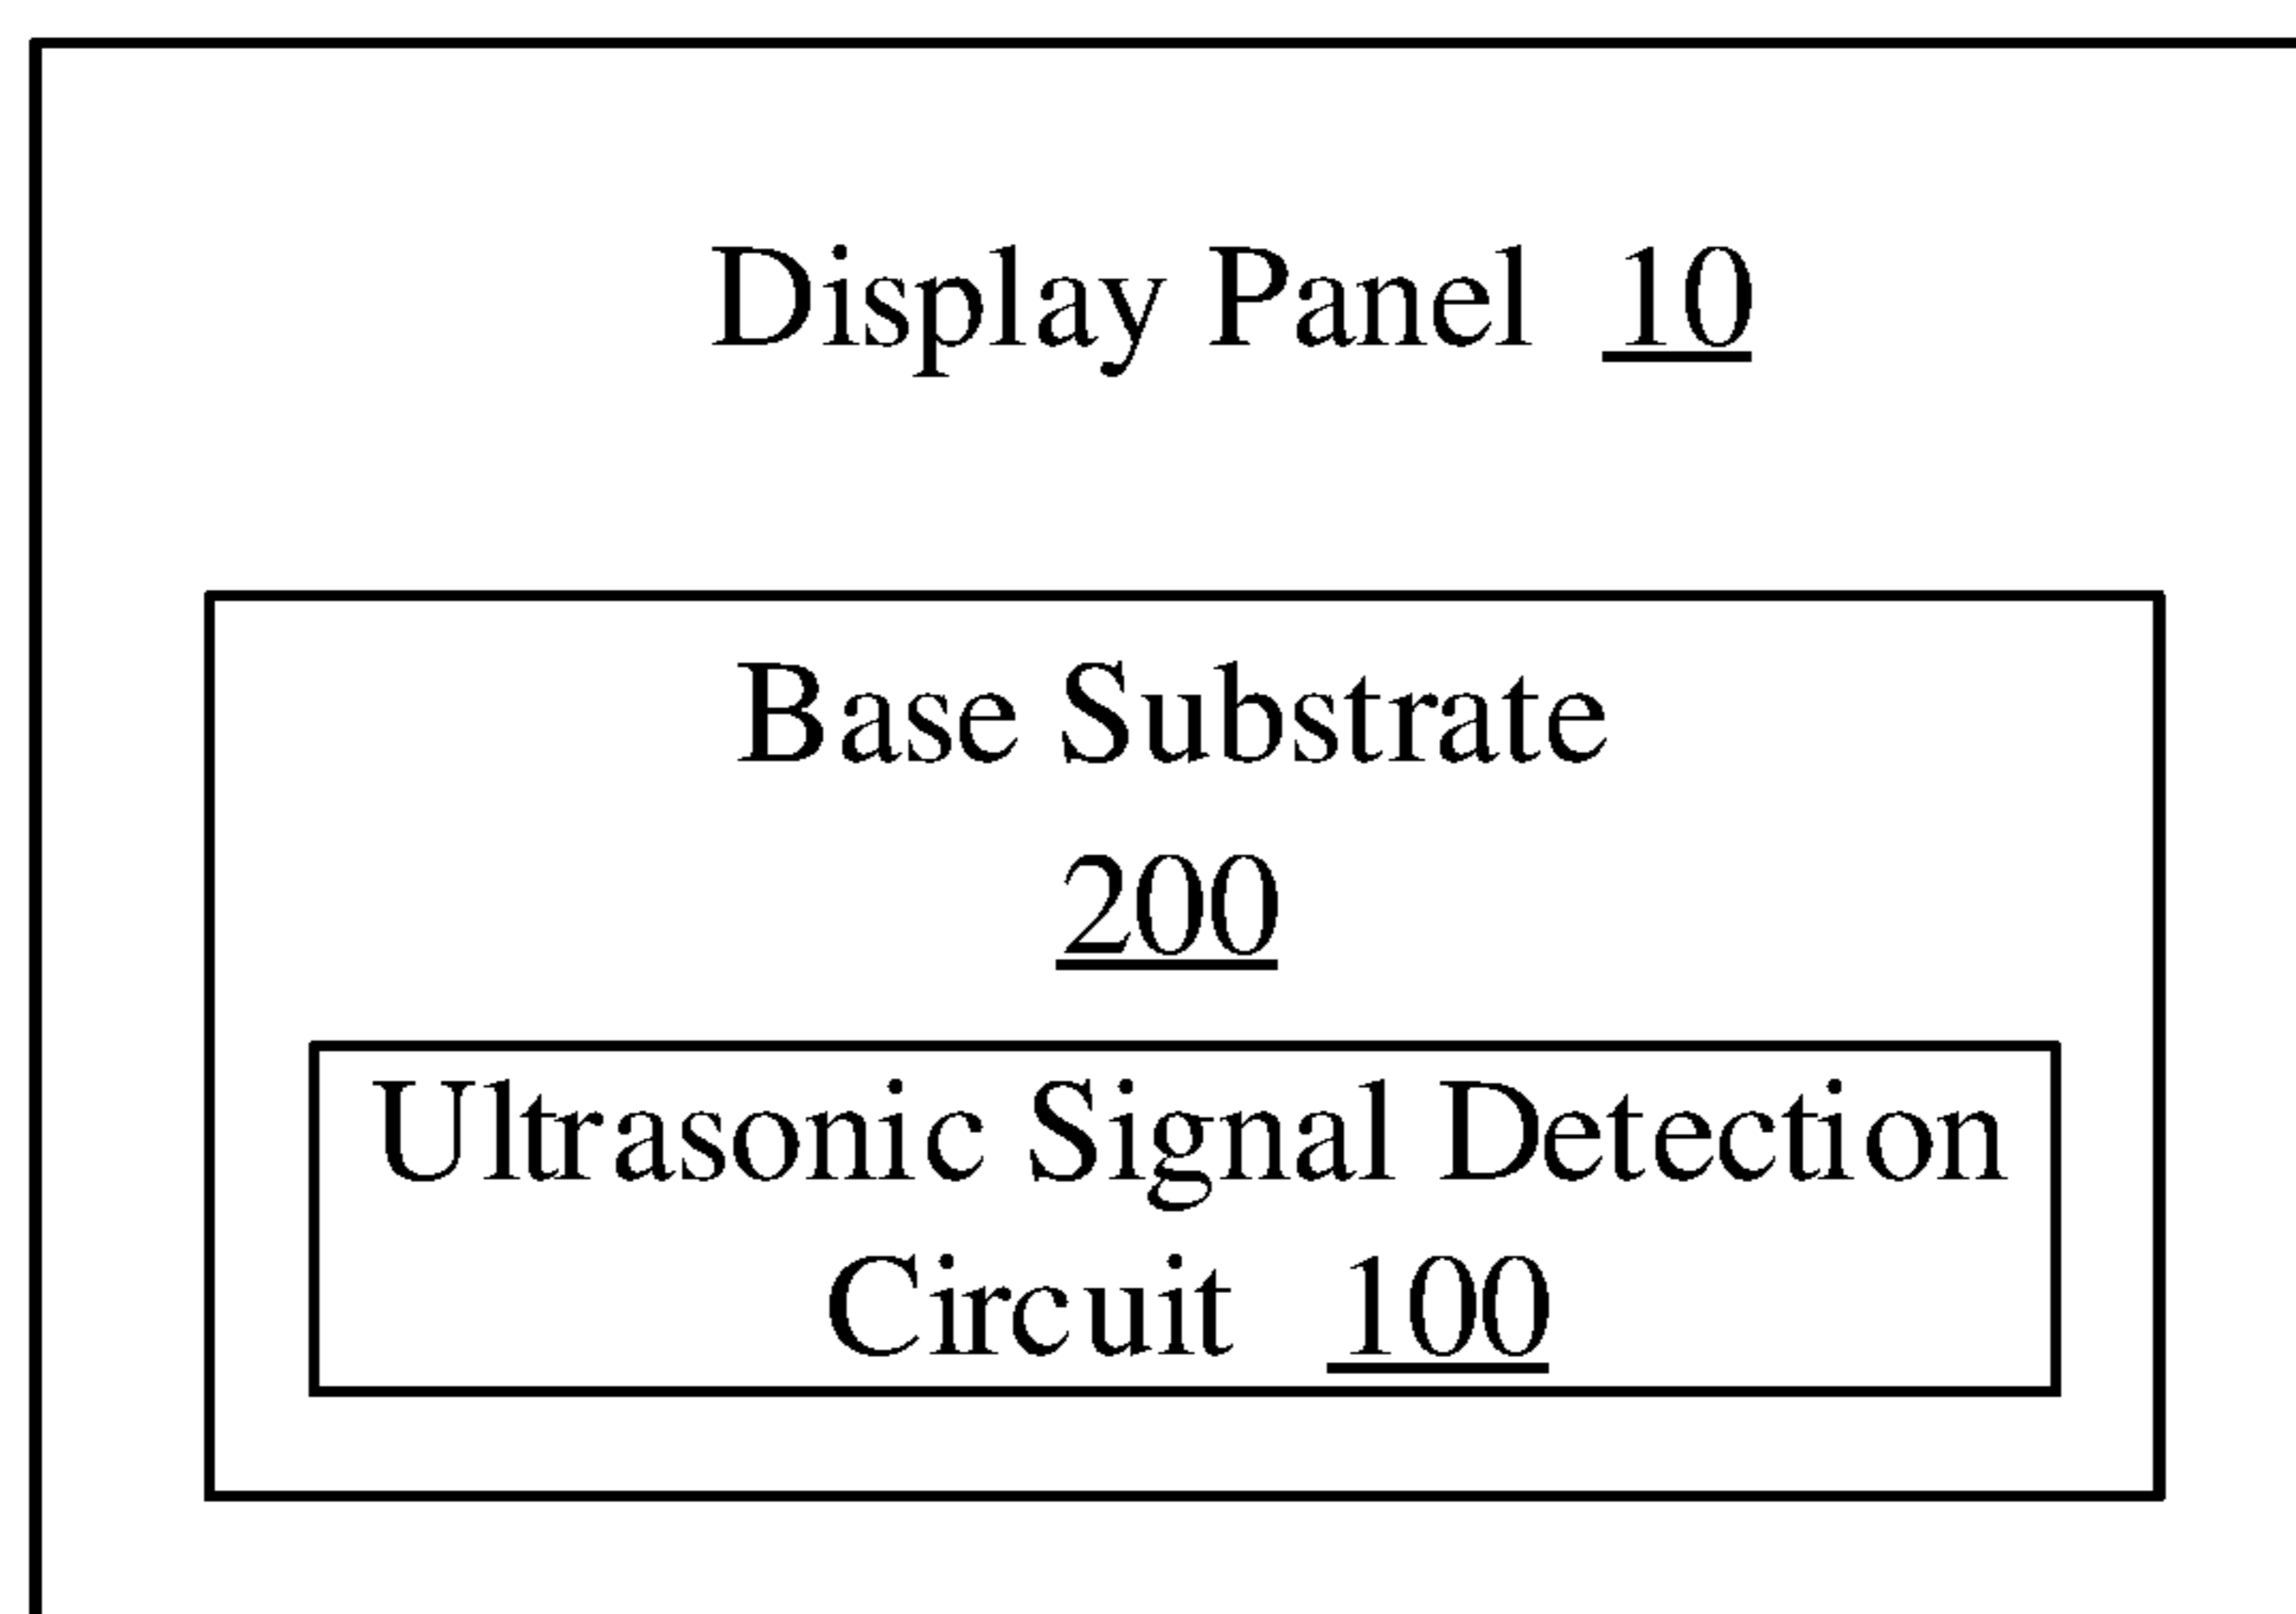 Display Panel 10
Base Substrate
200
Ultrasonic Signal Detection
Circuit 100